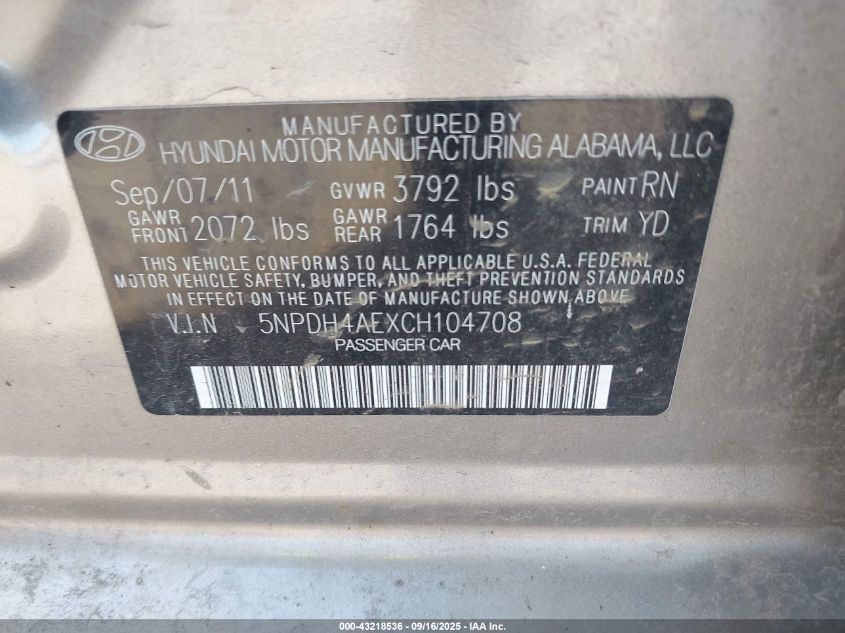 MANUFACTURED BY
HYUNDAI MOTOR MANUFACTURING ALABAMA, LLC
Sep/07/11 GVWR 3792 lbs PAINT RN
GAWR FRONT 2072 lbs GAWR REAR 1764 lbs TRIM YD
THIS VEHICLE CONFORMS TO ALL APPLICABLE U.S.A. FEDERAL
MOTOR VEHICLE SAFETY, BUMPER, AND THEFT PREVENTION STANDARDS
IN EFFECT ON THE DATE OF MANUFACTURE SHOWN ABOVE.
V.I.N 5NPDH4AEXCH104708
PASSENGER CAR
000-43218536 - 09/16/2025 - IAA Inc.